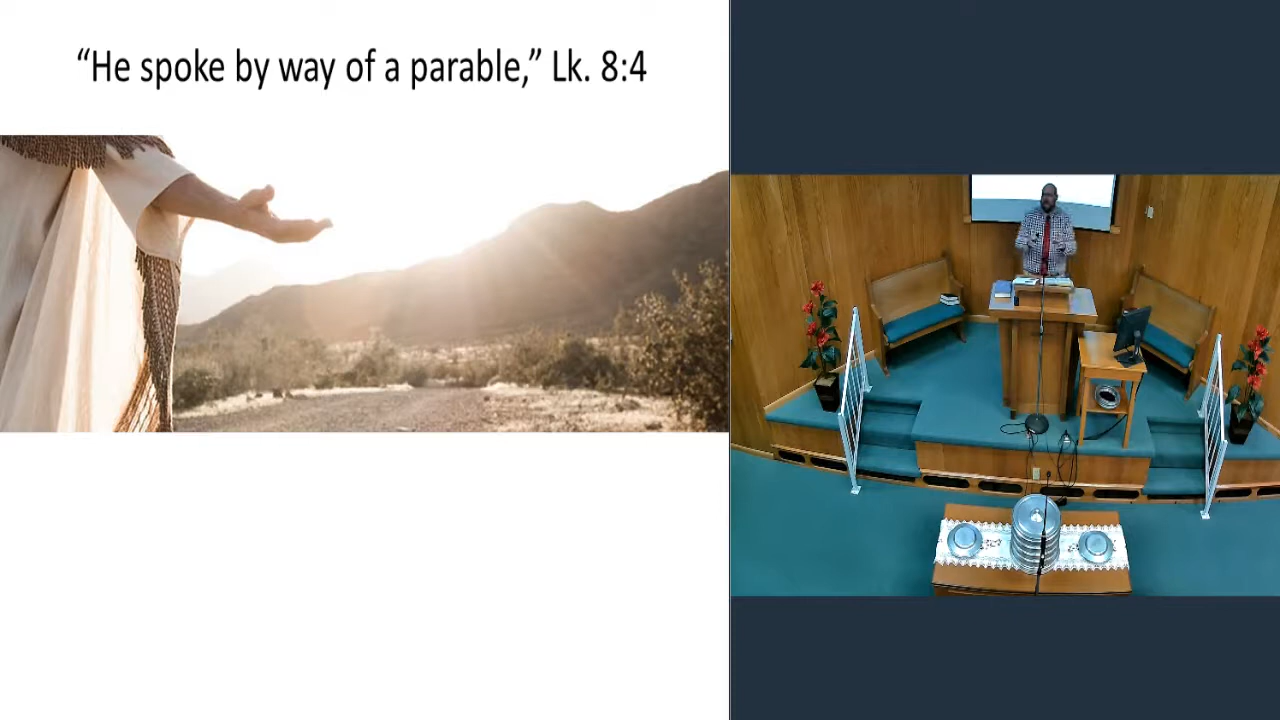 “He spoke by way of a parable,” Lk. 8:4